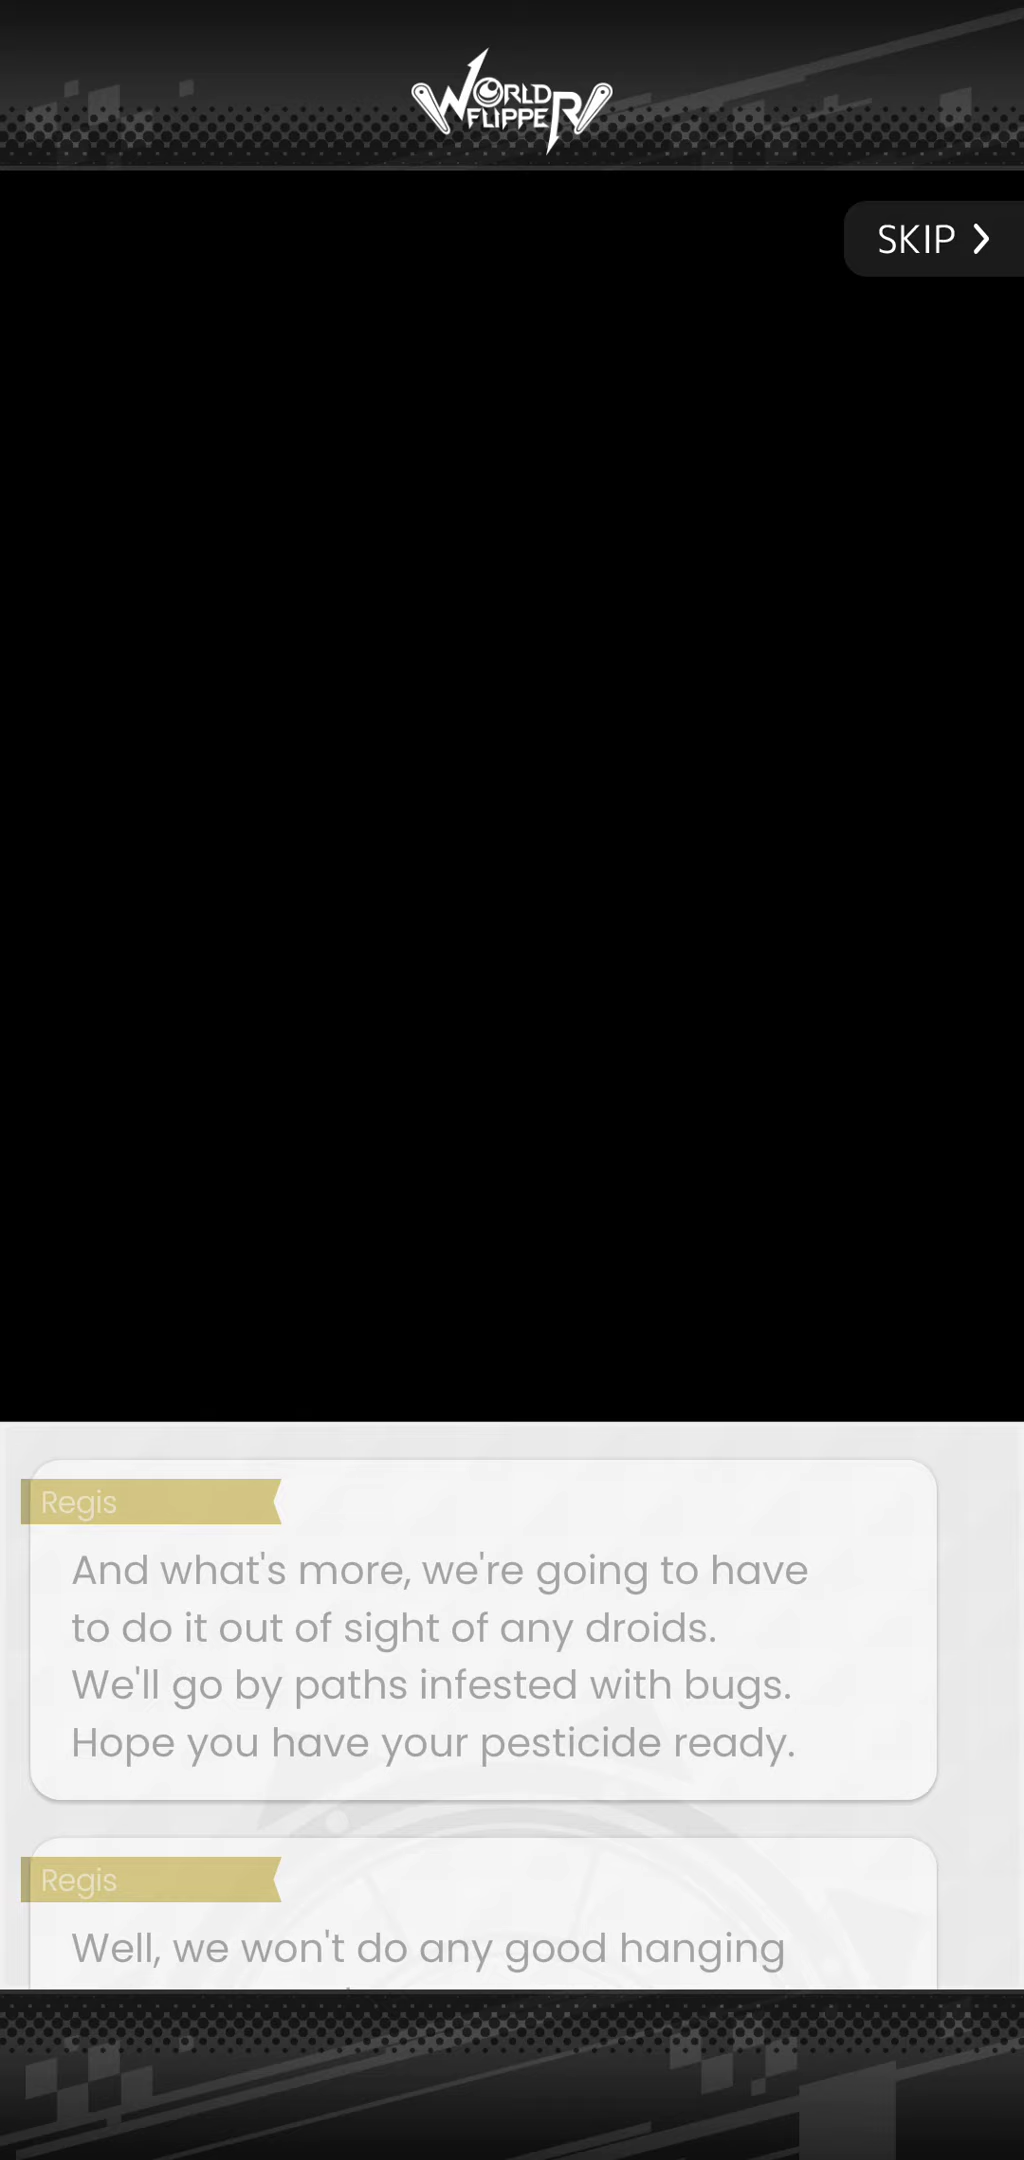 WORLD
FLIPPER
SKIP
Regis
And what's more, we're going to have
to do it out of sight of any droids.
We'll go by paths infested with bugs.
Hope you have your pesticide ready.
Regis
Well, we won't do any good hanging